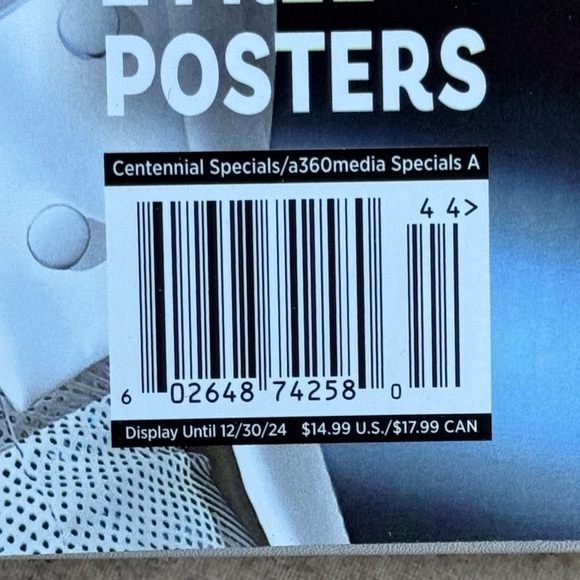 POSTERS
Centennial Specials/a360media Specials A
4 4>
6 02648 74258 0
Display Until 12/30/24 $14.99 U.S./$17.99 CAN